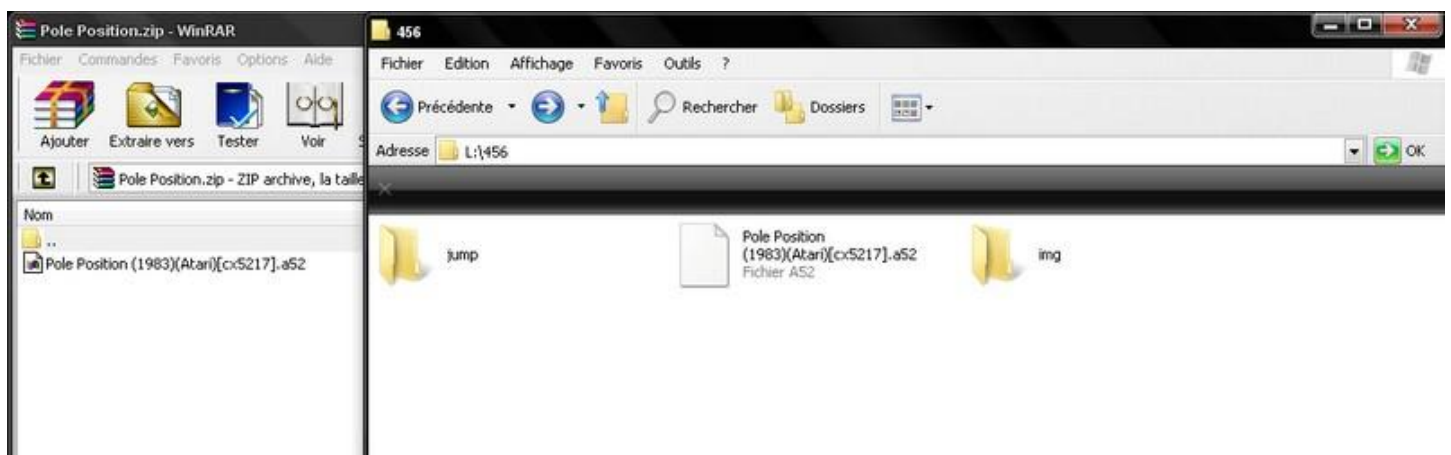 Pole Position.zip - WinRAR
Fichier Commandes Favoris Options Aide
Ajouter Extraire vers Tester Voir
Pole Position.zip - ZIP archive, la taille
Nom
..
Pole Position (1983)(Atari)[cx5217].a52
456
Fichier Edition Affichage Favoris Outils ?
Précédente Rechercher Dossiers
Adresse L:\456 OK
jump
Pole Position
(1983)(Atari)[cx5217].a52
Fichier A52
img